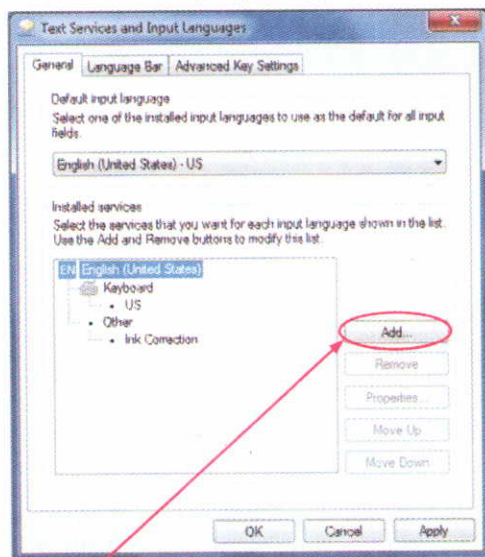 Text Services and Input Languages
General
Language Bar
Advanced Key Settings
Default input language
Select one of the installed input languages to use as the default for all input
fields.
English (United States) - US
Installed services
Select the services that you want for each input language shown in the list.
Use the Add and Remove buttons to modify this list.
EN English (United States)
Keyboard
• US
• Other
• Ink Correction
Add...
Remove
Properties...
Move Up
Move Down
OK
Cancel
Apply